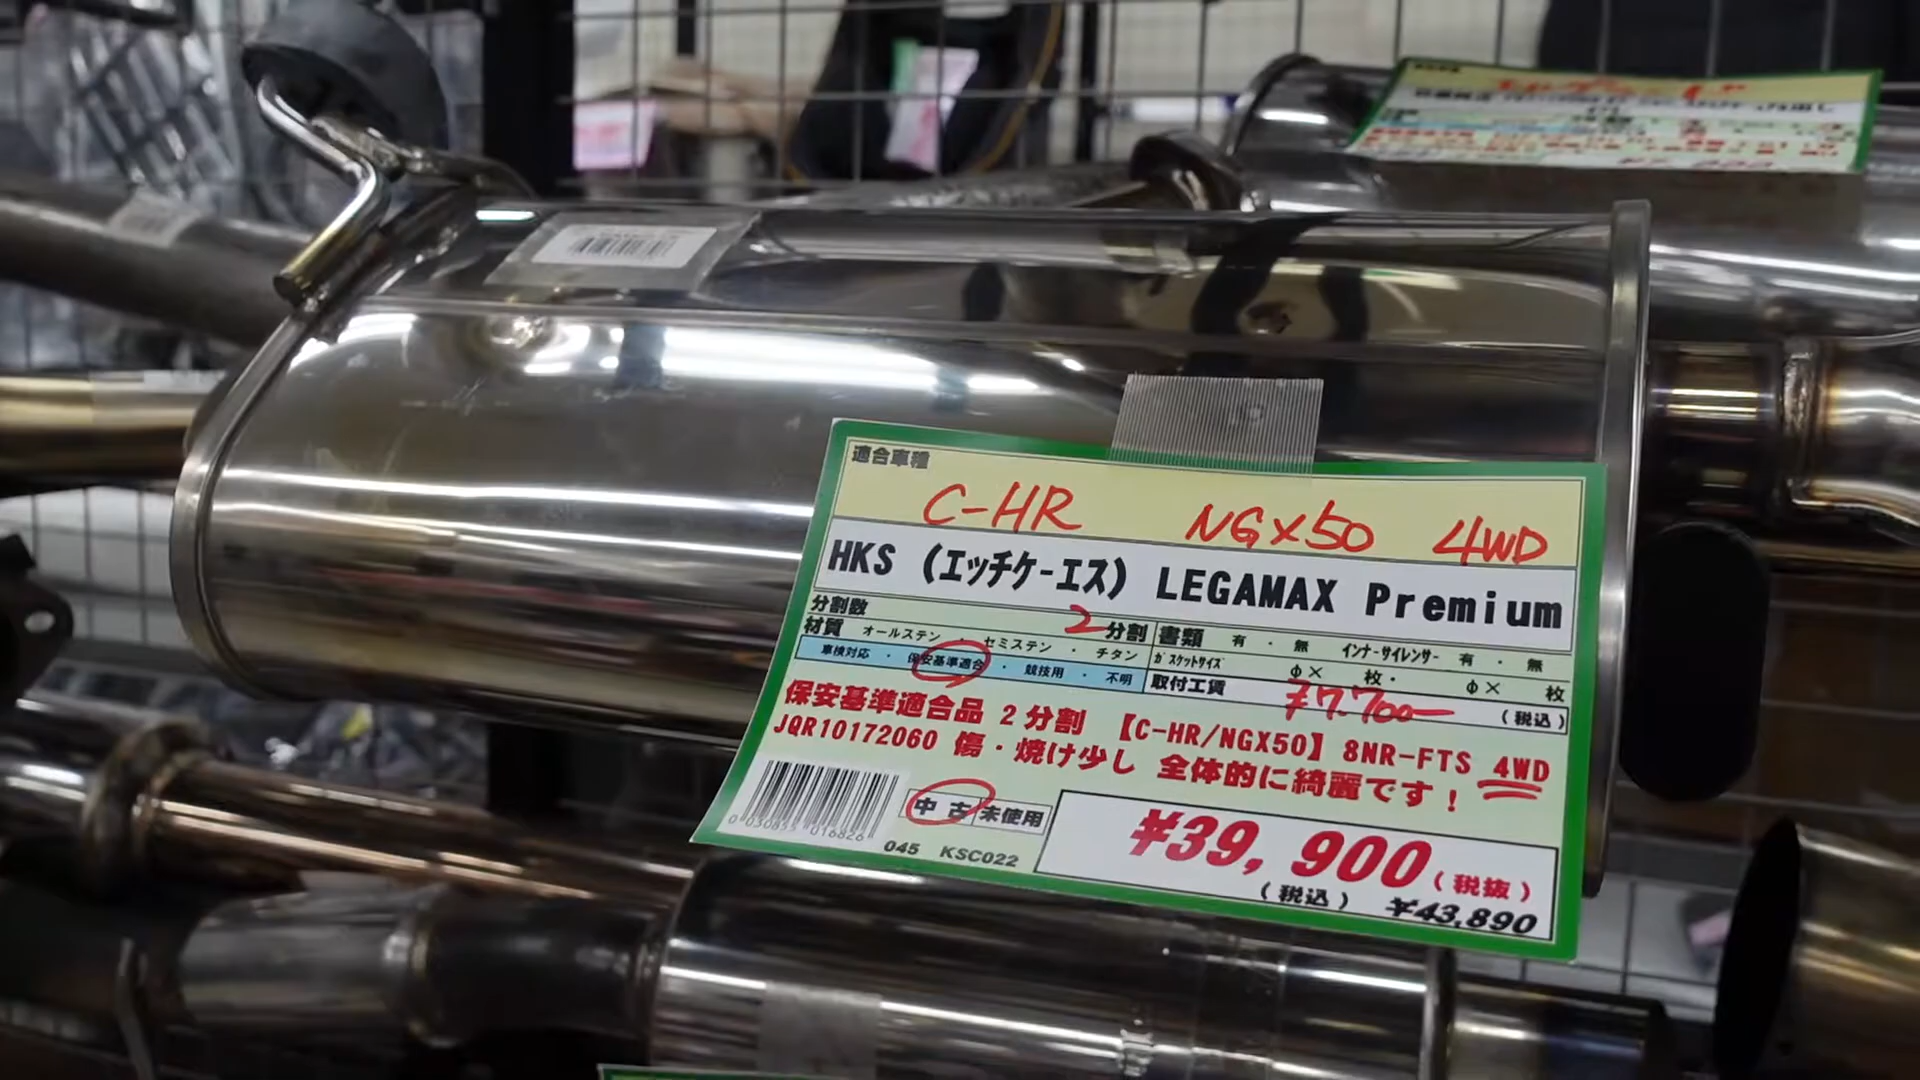 適合車種
C-HR NGX50 4WD
HKS (エッチケーエス) LEGAMAX Premium
分割数 2分割
書類 有・無 インナーサイレンサー 有・無
材質 オールステン・セミステン・チタン
ガスケットサイズ φ× 枚・ φ× 枚
車検対応・保安基準適合・競技用・不明
取付工賃 ¥7.700- (税込)
保安基準適合品 2分割 【C-HR/NGX50】 8NR-FTS 4WD
JQR10172060 傷・焼け少し 全体的に綺麗です!
中古 未使用
045 KSC022
¥39,900 (税抜)
(税込) ¥43,890